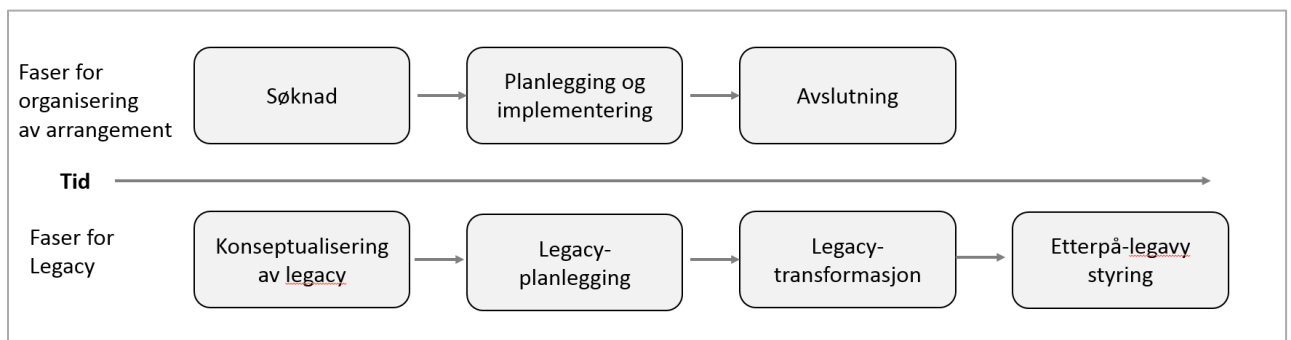 Faser for
organisering
av arrangement
Søknad
Planlegging og
implementering
Avslutning
Tid
Faser for
Legacy
Konseptualisering
av legacy
Legacy-
planlegging
Legacy-
transformasjon
Etterpå-legavy
styring